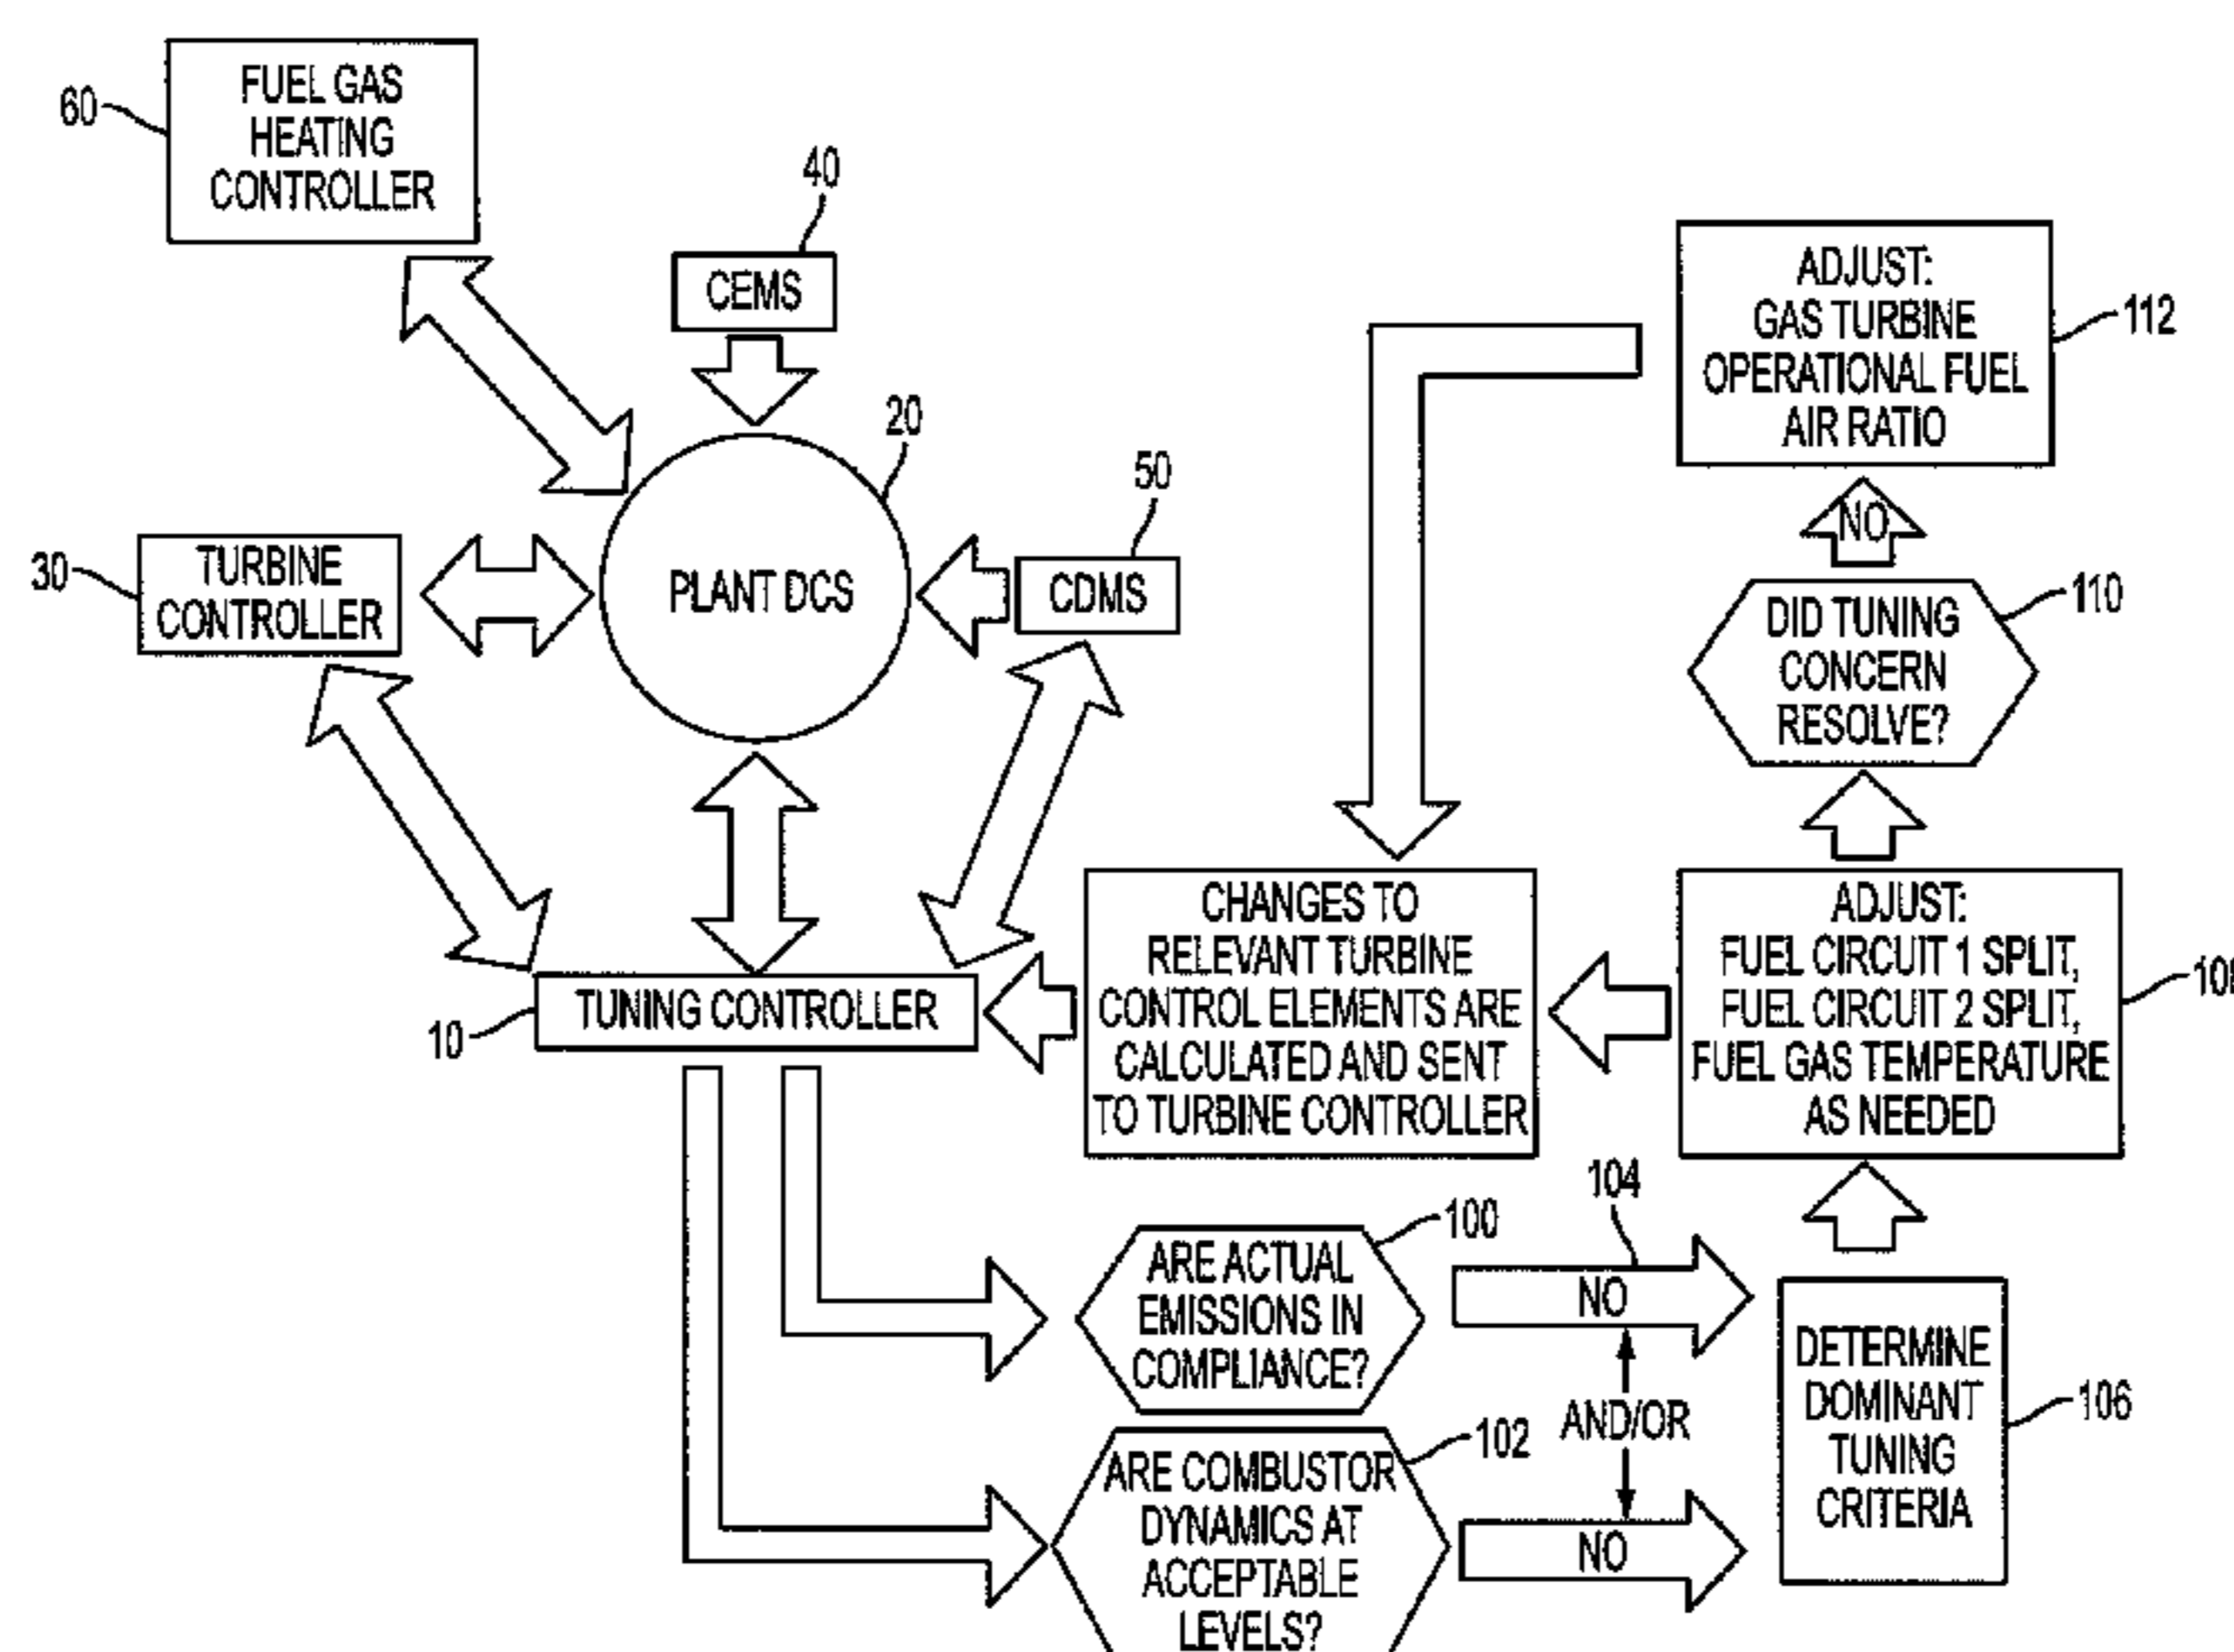 FUEL GAS
HEATING
CONTROLLER
60
40
CEMS
20
50
PLANT DCS
CDMS
30
TURBINE
CONTROLLER
ADJUST:
GAS TURBINE
OPERATIONAL FUEL
AIR RATIO
112
NO
DID TUNING
CONCERN
RESOLVE?
110
TUNING CONTROLLER
10
CHANGES TO
RELEVANT TURBINE
CONTROL ELEMENTS ARE
CALCULATED AND SENT
TO TURBINE CONTROLLER
ADJUST:
FUEL CIRCUIT 1 SPLIT,
FUEL CIRCUIT 2 SPLIT,
FUEL GAS TEMPERATURE
AS NEEDED
ARE ACTUAL
EMISSIONS IN
COMPLIANCE?
100
104
NO
AND/OR
ARE COMBUSTOR
DYNAMICS AT
ACCEPTABLE
LEVELS?
102
NO
DETERMINE
DOMINANT
TUNING
CRITERIA
106